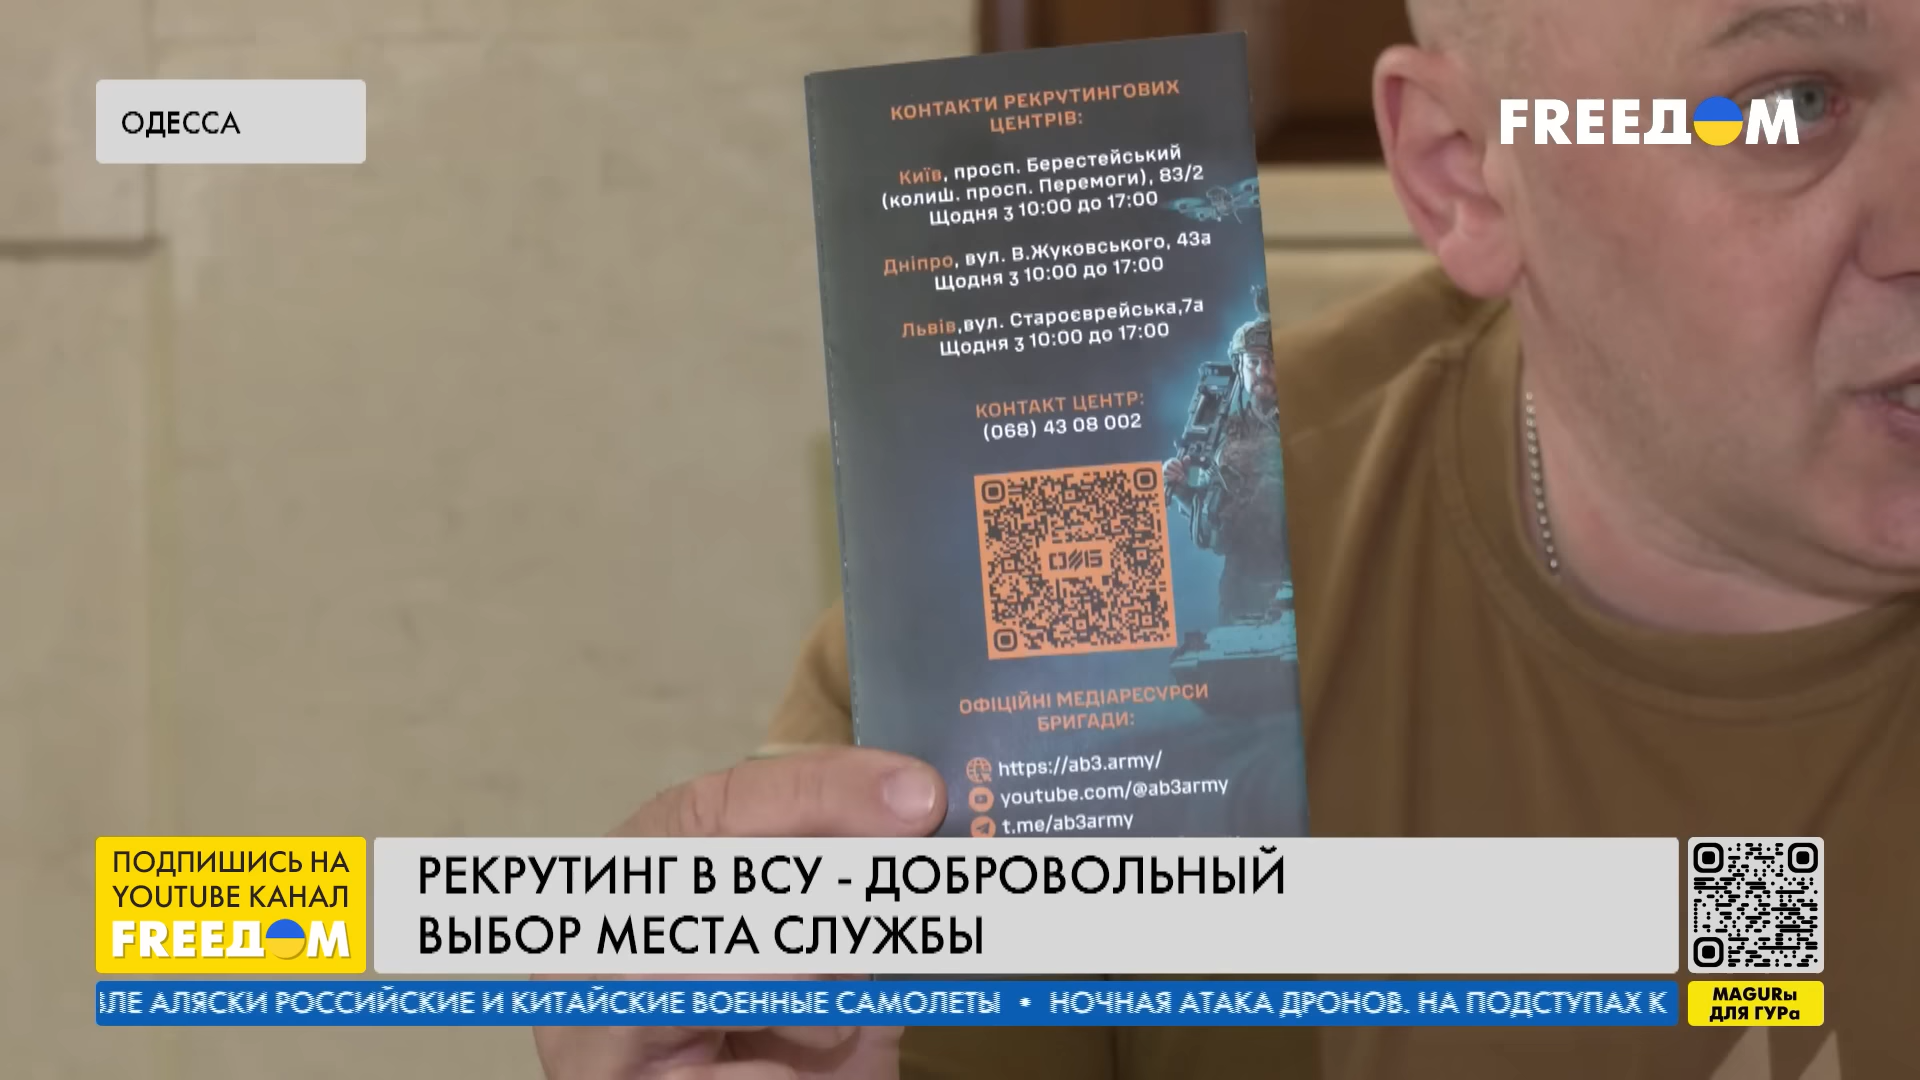 ОДЕССА
FREEДOM
КОНТАКТИ РЕКРУТИНГОВИХ
ЦЕНТРІВ:
Київ, просп. Берестейський
(колиш. просп. Перемоги), 83/2
Щодня з 10:00 до 17:00
Дніпро, вул. В.Жуковського, 43а
Щодня з 10:00 до 17:00
Львів,вул. Староєврейська,7а
Щодня з 10:00 до 17:00
КОНТАКТ ЦЕНТР:
(068) 43 08 002
ОФІЦІЙНІ МЕДІАРЕСУРСИ
БРИГАДИ:
https://ab3.army/
youtube.com/@ab3army
t.me/ab3army
ПОДПИШИСЬ НА
YOUTUBE КАНАЛ
FREEДOM
РЕКРУТИНГ В ВСУ - ДОБРОВОЛЬНЫЙ
ВЫБОР МЕСТА СЛУЖБЫ
АЛЯСКИ РОССИЙСКИЕ И КИТАЙСКИЕ ВОЕННЫЕ САМОЛЕТЫ • НОЧНАЯ АТАКА ДРОНОВ. НА ПОДСТУПАХ К
MAGURы
ДЛЯ ГУРа